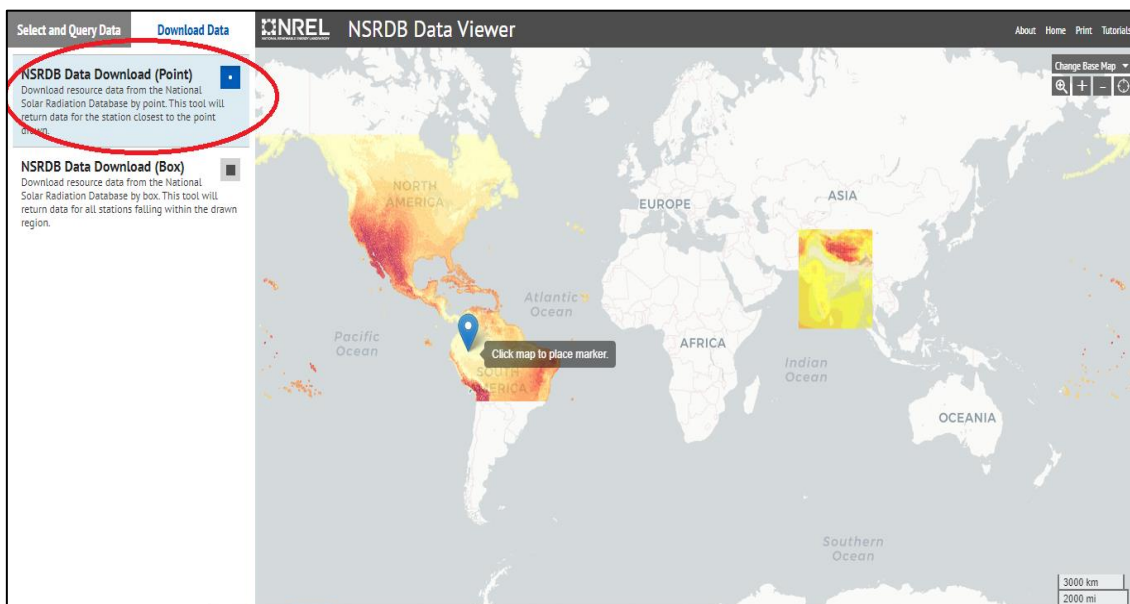 Select and Query Data
Download Data
NREL
NATIONAL RENEWABLE ENERGY LABORATORY
NSRDB Data Viewer
About Home Print Tutorials
NSRDB Data Download (Point)
Download resource data from the National
Solar Radiation Database by point. This tool will
return data for the station closest to the point
drawn.
NSRDB Data Download (Box)
Download resource data from the National
Solar Radiation Database by box. This tool will
return data for all stations falling within the drawn
region.
Change Base Map
NORTH
AMERICA
EUROPE
ASIA
Atlantic
Ocean
Pacific
Ocean
Click map to place marker.
AFRICA
SOUTH
AMERICA
Indian
Ocean
OCEANIA
Southern
Ocean
3000 km
2000 mi